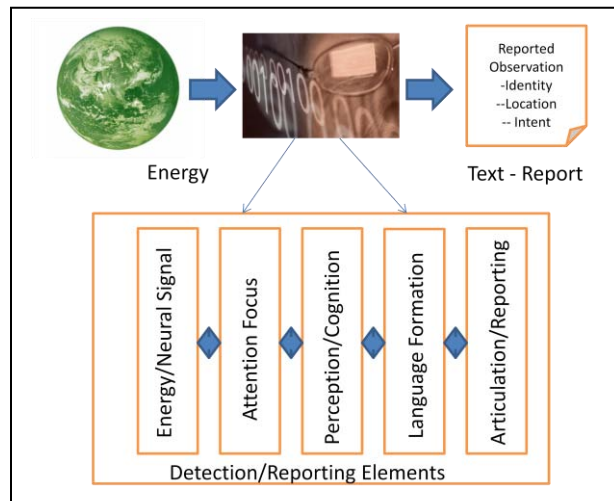 Reported
Observation
-Identity
--Location
-- Intent
Energy
Text - Report
Energy/Neural Signal
Attention Focus
Perception/Cognition
Language Formation
Articulation/Reporting
Detection/Reporting Elements